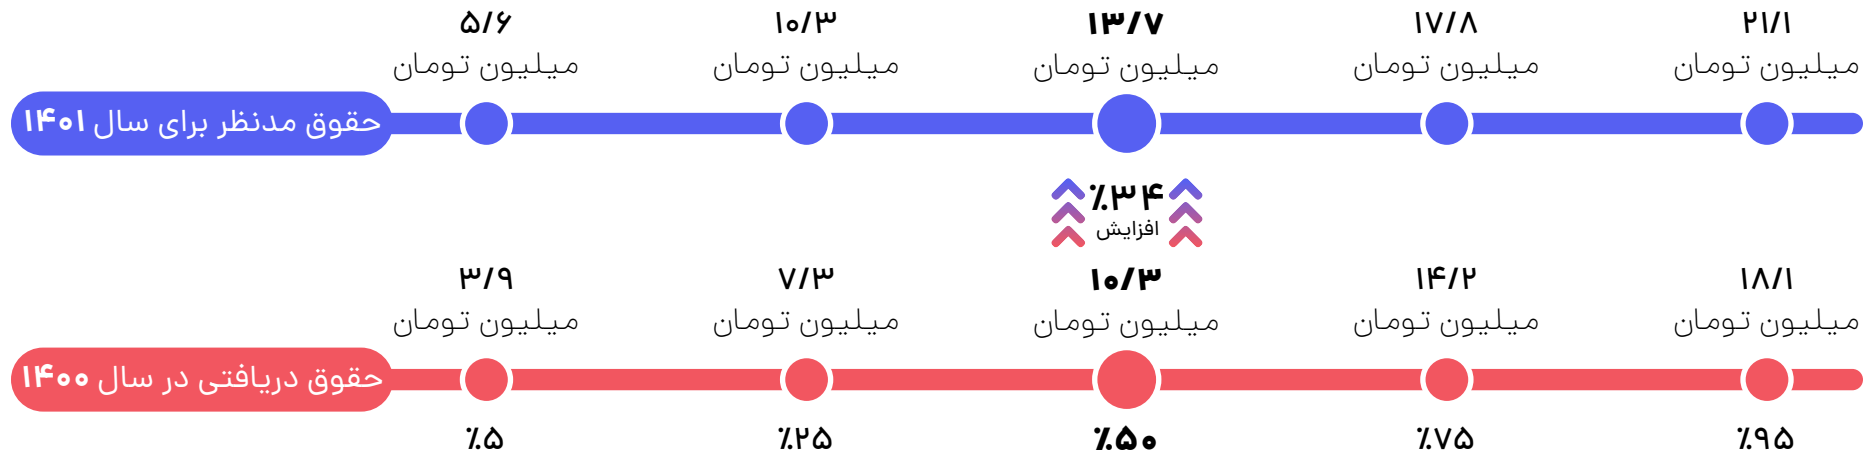 ۵/۶
میلیون تومان
۱۰/۳
میلیون تومان
۱۳/۷
میلیون تومان
۱۷/۸
میلیون تومان
۲۱/۱
میلیون تومان
حقوق مدنظر برای سال ۱۴۰۱
٪۳۴
افزایش
۳/۹
میلیون تومان
۷/۳
میلیون تومان
۱۰/۳
میلیون تومان
۱۴/۲
میلیون تومان
۱۸/۱
میلیون تومان
حقوق دریافتی در سال ۱۴۰۰
٪۵
٪۲۵
٪۵۰
٪۷۵
٪۹۵